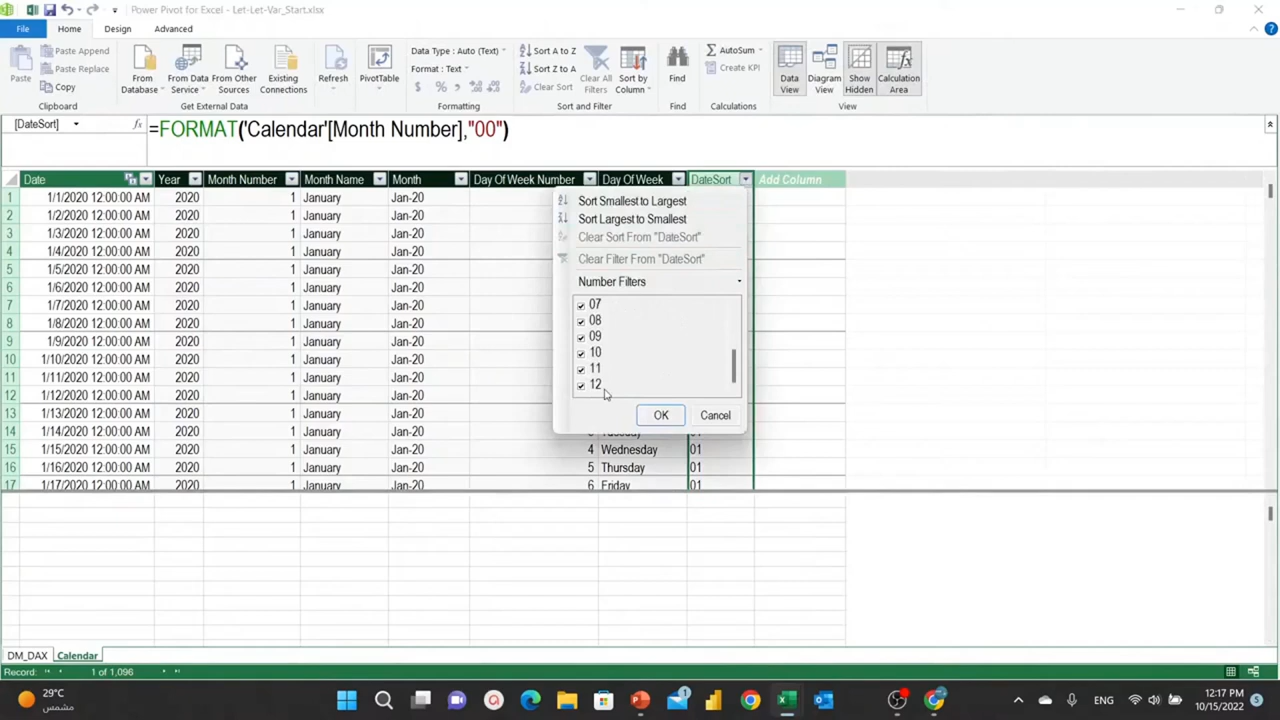 Power Pivot for Excel - Let-Let-Var_Start.xlsx
File Home Design Advanced
Paste
Paste Append
Paste Replace
Copy
Clipboard
From Database
From Data Service
From Other Sources
Existing Connections
Get External Data
Refresh
PivotTable
Data Type : Auto (Text)
Format : Text
$ % ,
Formatting
Sort A to Z
Sort Z to A
Clear Sort
Clear All Filters
Sort by Column
Sort and Filter
Find
Find
AutoSum
Create KPI
Calculations
Data View
Diagram View
Show Hidden
Calculation Area
View
[DateSort] fx =FORMAT('Calendar'[Month Number],"00")
Date Year Month Number Month Name Month Day Of Week Number Day Of Week DateSort Add Column
1 1/1/2020 12:00:00 AM 2020 1 January Jan-20
2 1/2/2020 12:00:00 AM 2020 1 January Jan-20
3 1/3/2020 12:00:00 AM 2020 1 January Jan-20
4 1/4/2020 12:00:00 AM 2020 1 January Jan-20
5 1/5/2020 12:00:00 AM 2020 1 January Jan-20
6 1/6/2020 12:00:00 AM 2020 1 January Jan-20
7 1/7/2020 12:00:00 AM 2020 1 January Jan-20
8 1/8/2020 12:00:00 AM 2020 1 January Jan-20
9 1/9/2020 12:00:00 AM 2020 1 January Jan-20
10 1/10/2020 12:00:00 AM 2020 1 January Jan-20
11 1/11/2020 12:00:00 AM 2020 1 January Jan-20
12 1/12/2020 12:00:00 AM 2020 1 January Jan-20
13 1/13/2020 12:00:00 AM 2020 1 January Jan-20
14 1/14/2020 12:00:00 AM 2020 1 January Jan-20 01
15 1/15/2020 12:00:00 AM 2020 1 January Jan-20 4 Wednesday 01
16 1/16/2020 12:00:00 AM 2020 1 January Jan-20 5 Thursday 01
17 1/17/2020 12:00:00 AM 2020 1 January Jan-20 6 Friday 01
Sort Smallest to Largest
Sort Largest to Smallest
Clear Sort From "DateSort"
Clear Filter From "DateSort"
Number Filters
07
08
09
10
11
12
OK Cancel
DM_DAX Calendar
Record: 1 of 1,096
29°C
مشمس
ENG
12:17 PM
10/15/2022